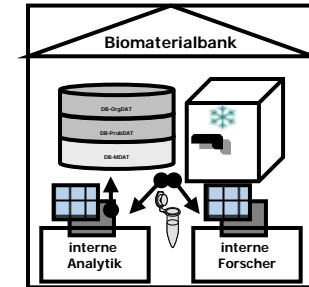 Biomaterialbank
DB-OrgDAT
DB-ProbDAT
DB-MDAT
interne
Analytik
interne
Forscher